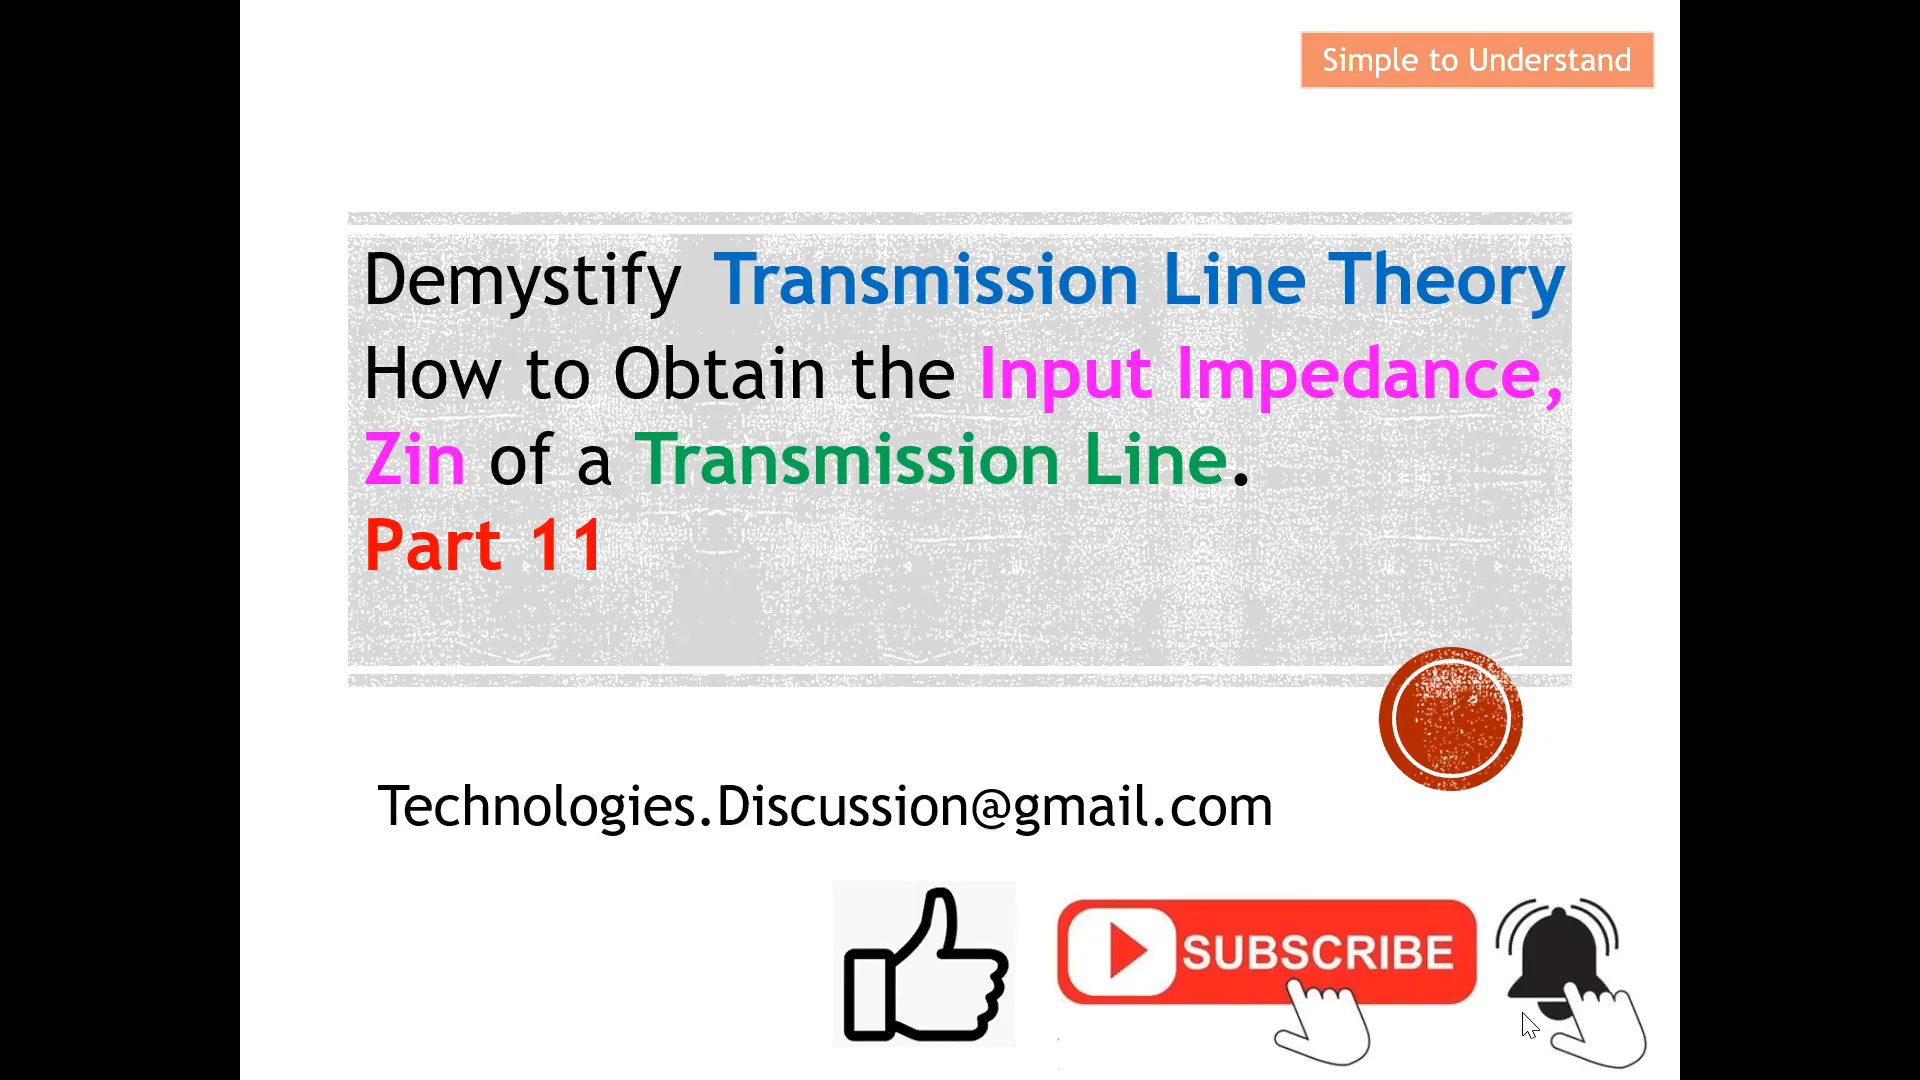 Simple to Understand
Demystify Transmission Line Theory
How to Obtain the Input Impedance,
Zin of a Transmission Line.
Part 11
Technologies.Discussion@gmail.com
SUBSCRIBE